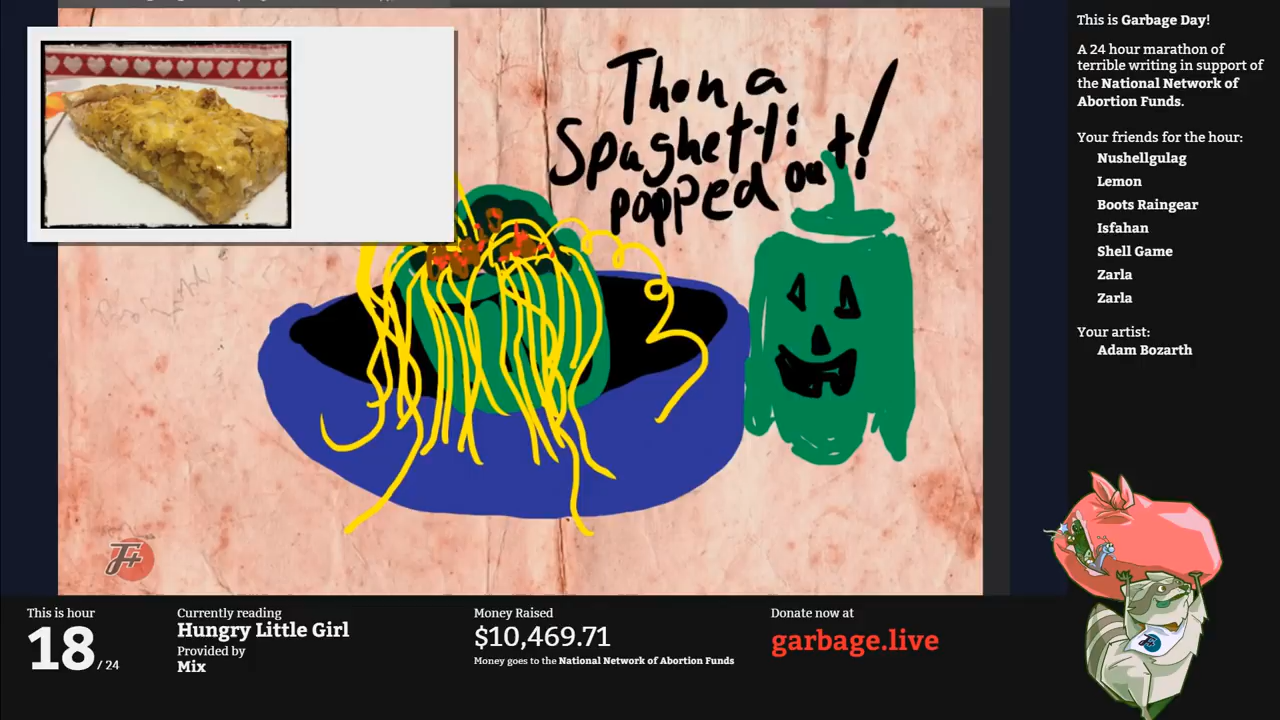 This is Garbage Day!
A 24 hour marathon of
terrible writing in support of
the National Network of
Abortion Funds.
Your friends for the hour:
Nushellgulag
Lemon
Boots Raingear
Isfahan
Shell Game
Zarla
Zarla
Your artist:
Adam Bozarth
Then a
Spaghetti
popped out!
J+
This is hour
18 / 24
Currently reading
Hungry Little Girl
Provided by
Mix
Money Raised
$10,469.71
Money goes to the National Network of Abortion Funds
Donate now at
garbage.live